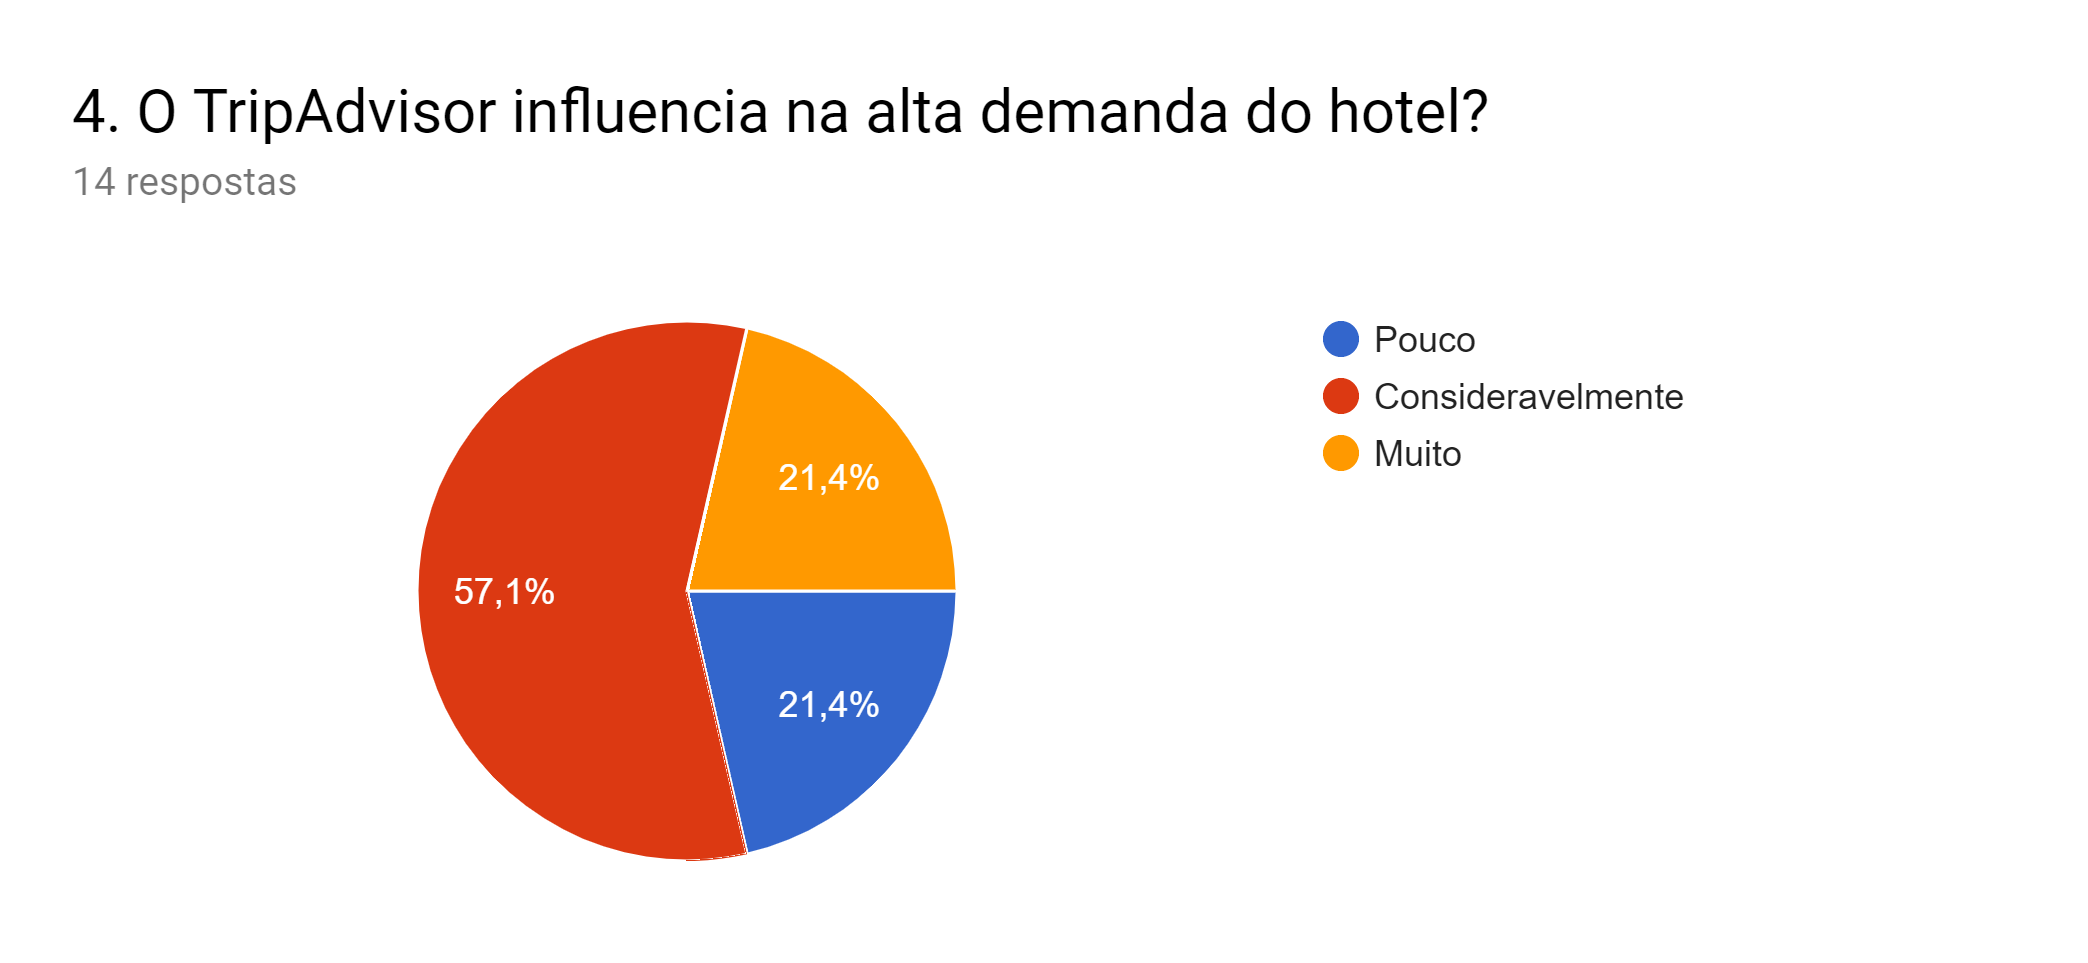 4. O TripAdvisor influencia na alta demanda do hotel?
14 respostas
Pouco
Consideravelmente
Muito
21,4%
57,1%
21,4%